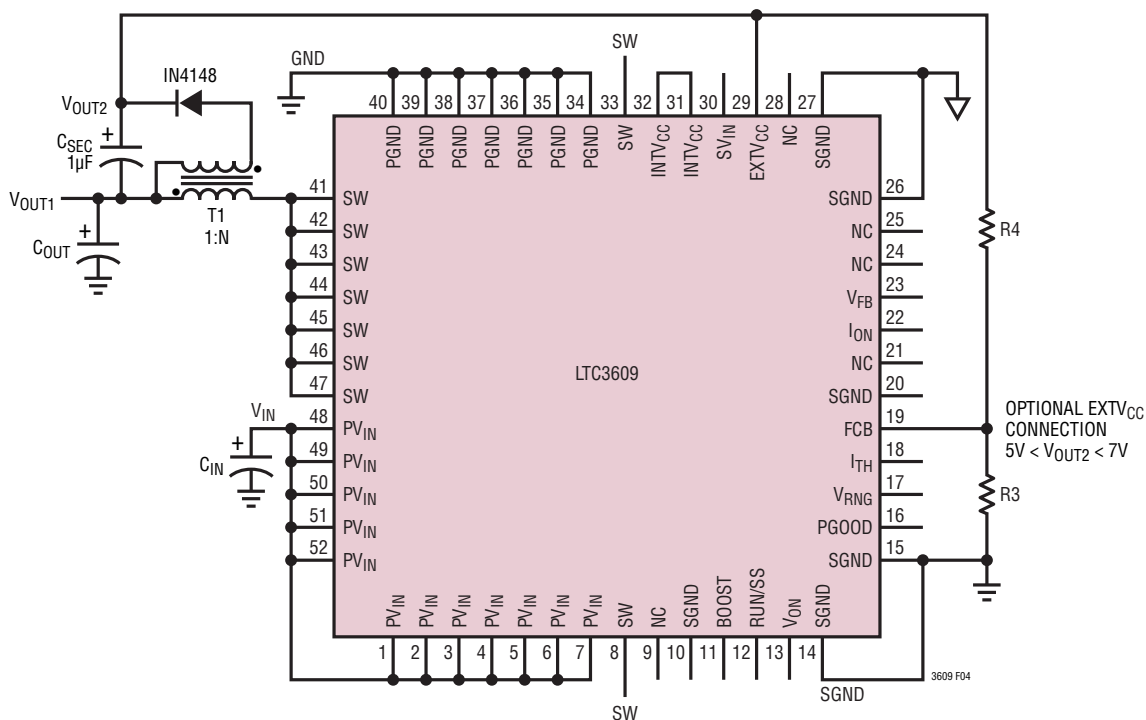 SW
GND
IN4148
40 39 38 37 36 35 34 33 32 31 30 29 28 27
VOUT2
PGND PGND PGND PGND PGND PGND PGND SW INTVCC INTVCC SVIN EXTVCC NC SGND
+
CSEC
1µF
VOUT1
T1
1:N
+
COUT
41 SW
42 SW
43 SW
44 SW
45 SW
46 SW
47 SW
VIN
48 PVIN
49 PVIN
50 PVIN
51 PVIN
52 PVIN
+
CIN
LTC3609
SGND 26
NC 25
NC 24
VFB 23
ION 22
NC 21
SGND 20
FCB 19
ITH 18
VRNG 17
PGOOD 16
SGND 15
R4
OPTIONAL EXTVCC
CONNECTION
5V < VOUT2 < 7V
R3
PVIN PVIN PVIN PVIN PVIN PVIN PVIN SW NC SGND BOOST RUN/SS VON SGND
1 2 3 4 5 6 7 8 9 10 11 12 13 14
3609 F04
SGND
SW